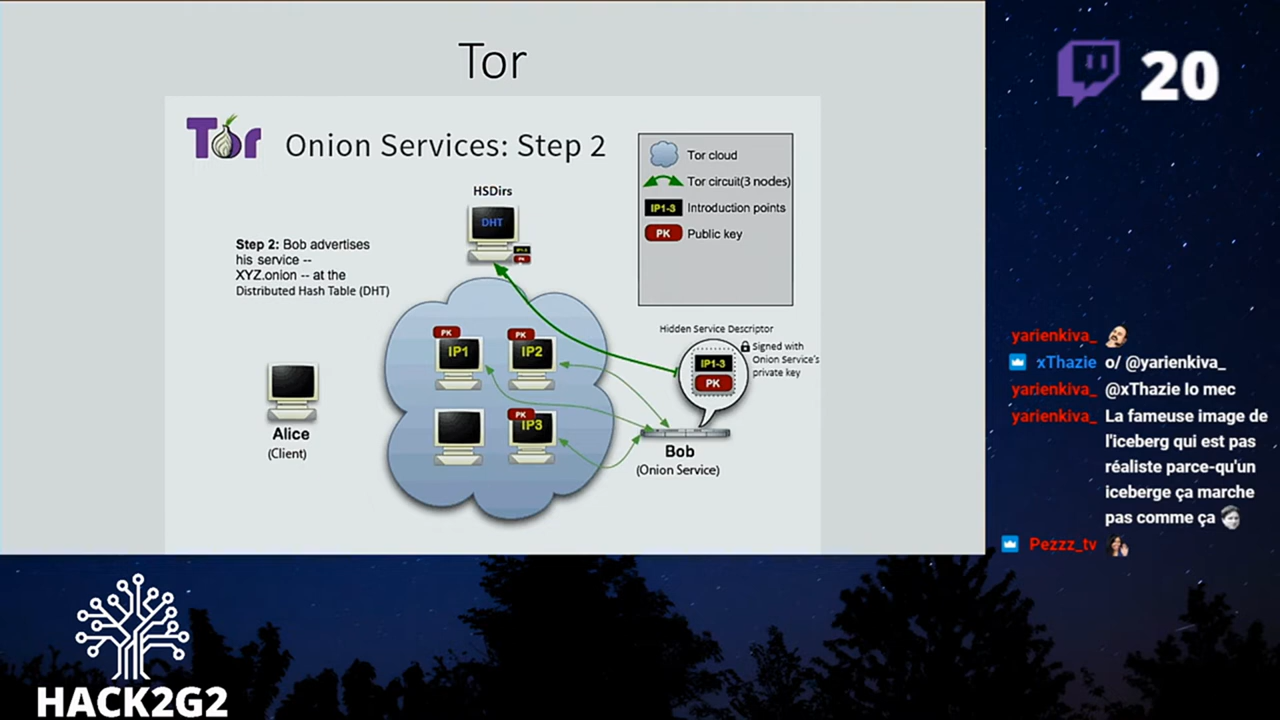 Tor
Tor
Onion Services: Step 2
Tor cloud
Tor circuit(3 nodes)
IP1-3
Introduction points
PK
Public key
HSDirs
DHT
Step 2: Bob advertises
his service --
XYZ.onion -- at the
Distributed Hash Table (DHT)
PK
IP1
PK
IP2
PK
IP3
Hidden Service Descriptor
IP1-3
PK
Signed with
Onion Service's
private key
Alice
(Client)
Bob
(Onion Service)
20
yarienkiva_
xThazie o/ @yarienkiva_
yarienkiva_ @xThazie lo mec
yarienkiva_ La fameuse image de
l'iceberg qui est pas
réaliste parce-qu'un
iceberge ça marche
pas comme ça
Pezzz_tv
HACK2G2